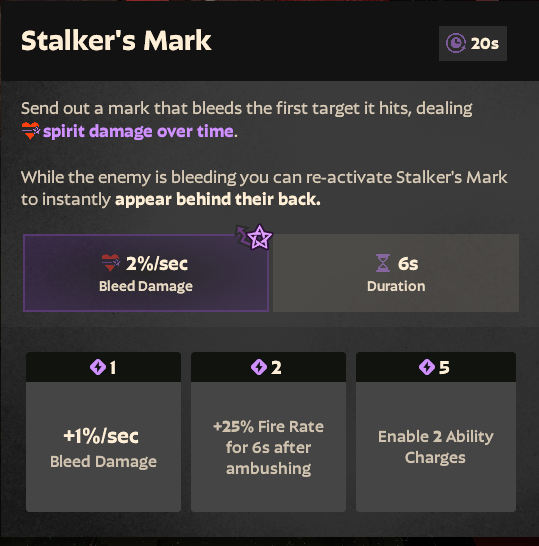 Stalker's Mark
20s
Send out a mark that bleeds the first target it hits, dealing
spirit damage over time.
While the enemy is bleeding you can re-activate Stalker's Mark
to instantly appear behind their back.
2%/sec
Bleed Damage
6s
Duration
1
+1%/sec
Bleed Damage
2
+25% Fire Rate
for 6s after
ambushing
5
Enable 2 Ability
Charges